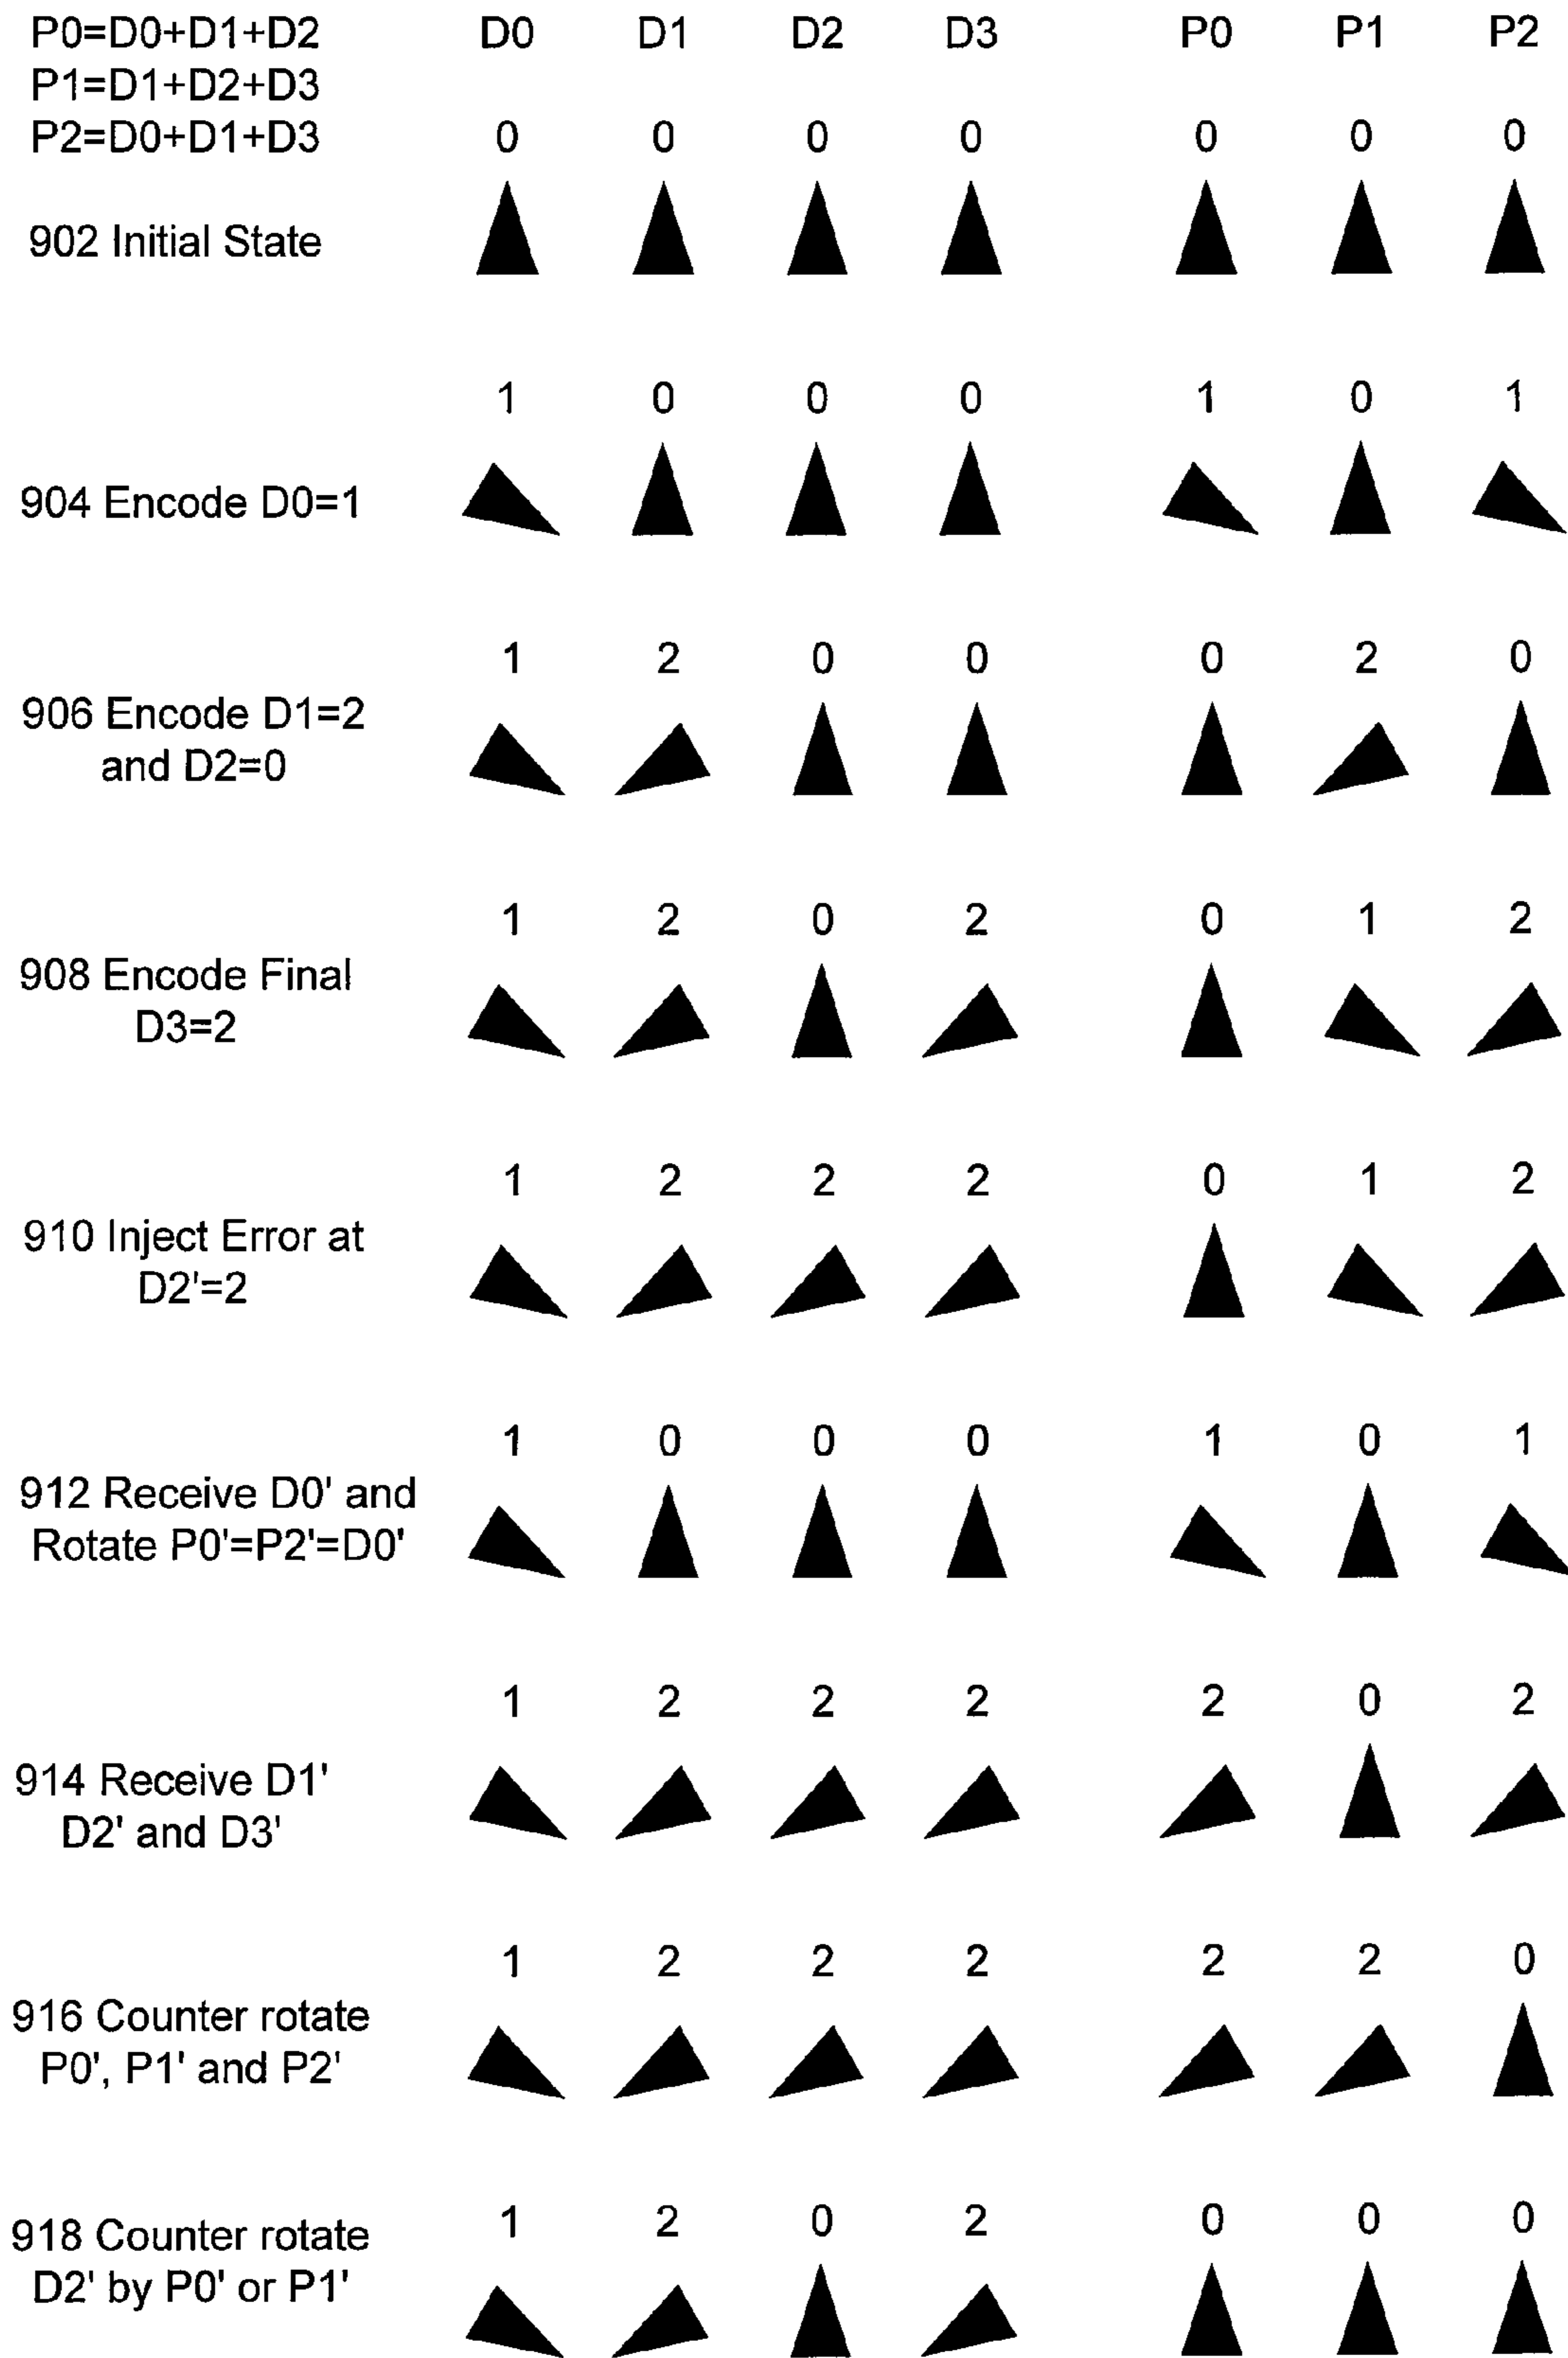 P0=D0+D1+D2 D0 D1 D2 D3 P0 P1 P2
P1=D1+D2+D3
P2=D0+D1+D3 0 0 0 0 0 0 0
902 Initial State
1 0 0 0 1 0 1
904 Encode D0=1
1 2 0 0 0 2 0
906 Encode D1=2
and D2=0
1 2 0 2 0 1 2
908 Encode Final
D3=2
1 2 2 2 0 1 2
910 Inject Error at
D2'=2
1 0 0 0 1 0 1
912 Receive D0' and
Rotate P0'=P2'=D0'
1 2 2 2 2 0 2
914 Receive D1'
D2' and D3'
1 2 2 2 2 2 0
916 Counter rotate
P0', P1' and P2'
1 2 0 2 0 0 0
918 Counter rotate
D2' by P0' or P1'